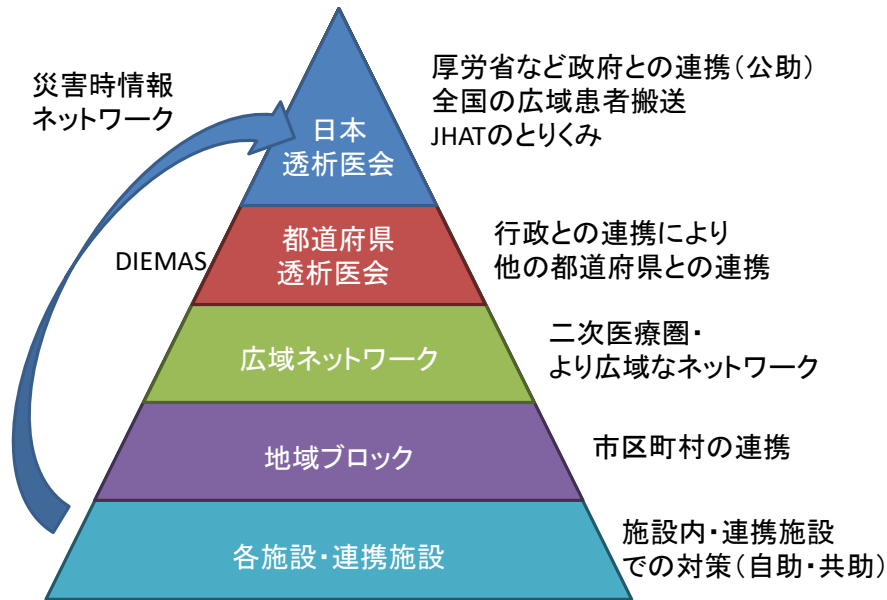 災害時情報
ネットワーク
日本
透析医会
厚労省など政府との連携（公助）
全国の広域患者搬送
JHATのとりくみ
DIEMAS
都道府県
透析医会
行政との連携により
他の都道府県との連携
広域ネットワーク
二次医療圏・
より広域なネットワーク
地域ブロック
市区町村の連携
各施設・連携施設
施設内・連携施設
での対策（自助・共助）